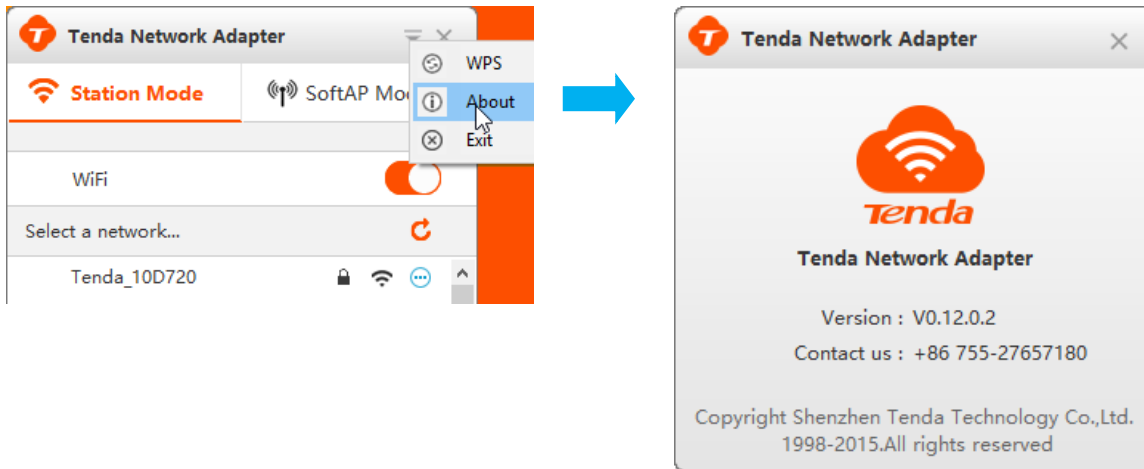 Tenda Network Adapter
Station Mode
SoftAP Mo
WPS
About
Exit
WiFi
Select a network...
Tenda_10D720
Tenda Network Adapter
Tenda
Tenda Network Adapter
Version : V0.12.0.2
Contact us : +86 755-27657180
Copyright Shenzhen Tenda Technology Co.,Ltd.
1998-2015.All rights reserved